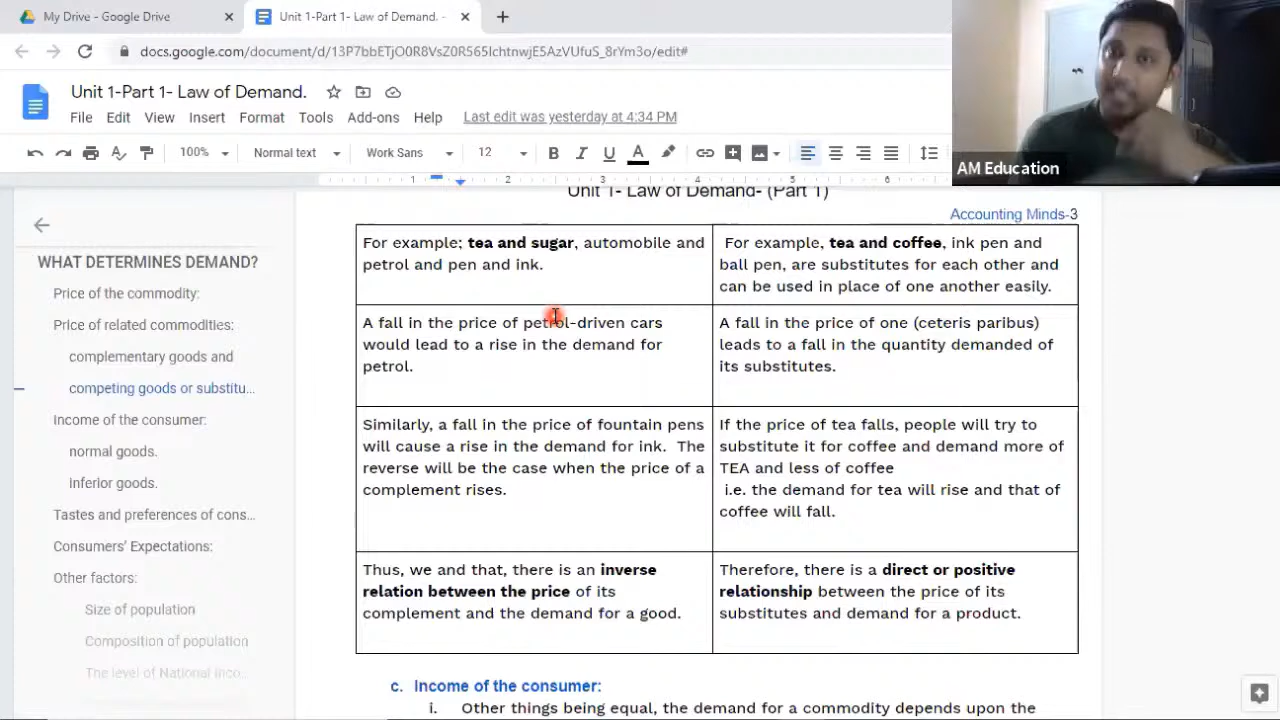 My Drive - Google Drive
Unit 1-Part 1- Law of Demand. -
docs.google.com/document/d/13P7bbETjO0R8VsZ0R565IchtnwjE5AzVUfuS_8rYm3o/edit#
Unit 1-Part 1- Law of Demand.
File Edit View Insert Format Tools Add-ons Help Last edit was yesterday at 4:34 PM
100% Normal text Work Sans 12 B I U A
AM Education
1 2 3 4 5 6
Unit 1- Law of Demand- (Part 1)
Accounting Minds-3
WHAT DETERMINES DEMAND?
Price of the commodity:
Price of related commodities:
complementary goods and
competing goods or substitu...
Income of the consumer:
normal goods.
Inferior goods.
Tastes and preferences of cons...
Consumers' Expectations:
Other factors:
Size of population
Composition of population
The level of National Inco...
For example; tea and sugar, automobile and
petrol and pen and ink.
For example, tea and coffee, ink pen and
ball pen, are substitutes for each other and
can be used in place of one another easily.
A fall in the price of petrol-driven cars
would lead to a rise in the demand for
petrol.
A fall in the price of one (ceteris paribus)
leads to a fall in the quantity demanded of
its substitutes.
Similarly, a fall in the price of fountain pens
will cause a rise in the demand for ink. The
reverse will be the case when the price of a
complement rises.
If the price of tea falls, people will try to
substitute it for coffee and demand more of
TEA and less of coffee
i.e. the demand for tea will rise and that of
coffee will fall.
Thus, we and that, there is an inverse
relation between the price of its
complement and the demand for a good.
Therefore, there is a direct or positive
relationship between the price of its
substitutes and demand for a product.
c. Income of the consumer:
i. Other things being equal, the demand for a commodity depends upon the